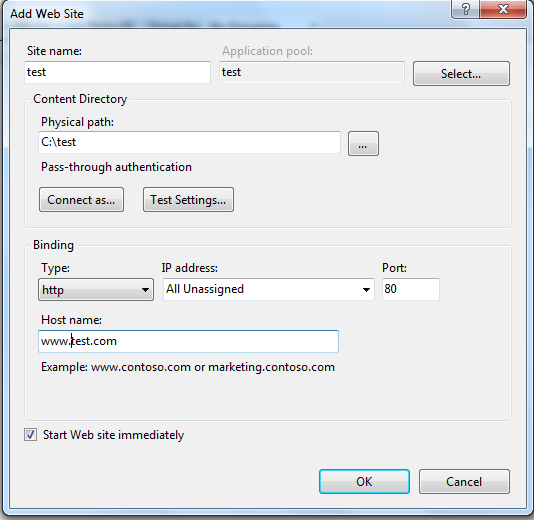 Add Web Site
Site name: Application pool:
test test Select...
Content Directory
Physical path:
C:\test ...
Pass-through authentication
Connect as... Test Settings...
Binding
Type: IP address: Port:
http All Unassigned 80
Host name:
www.test.com
Example: www.contoso.com or marketing.contoso.com
Start Web site immediately
OK Cancel